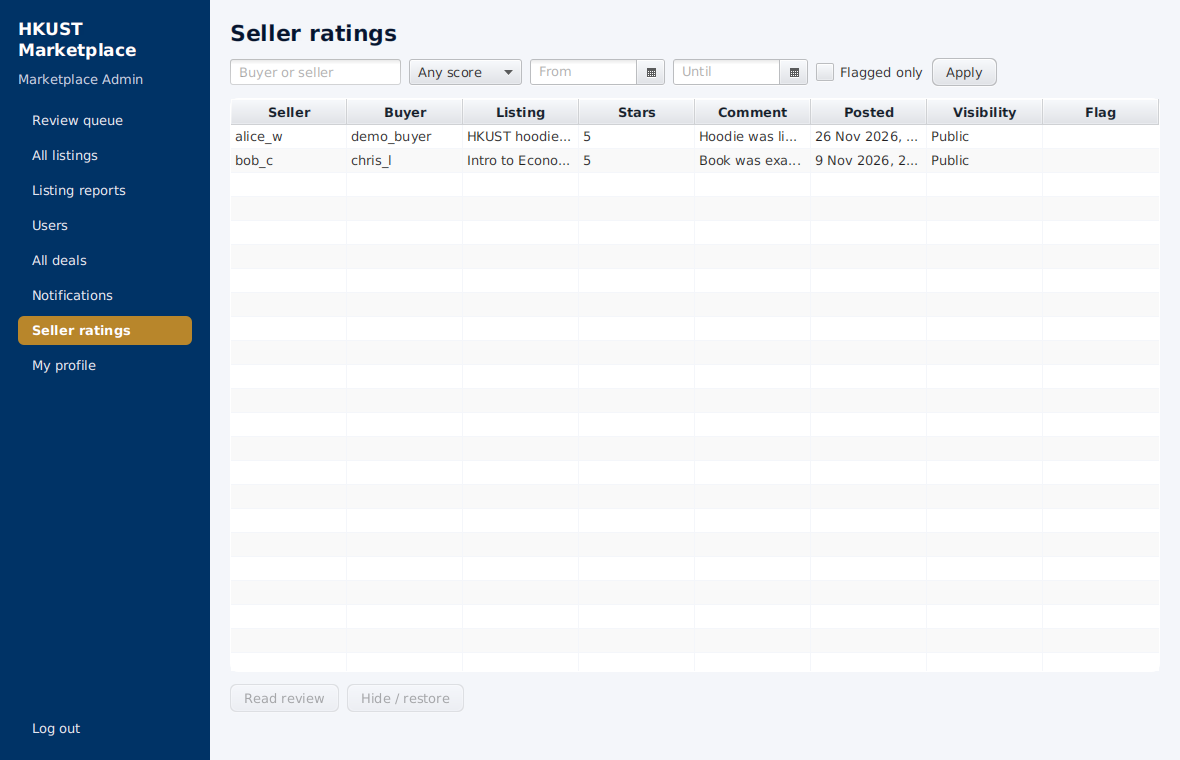 HKUST
Marketplace
Marketplace Admin
Review queue
All listings
Listing reports
Users
All deals
Notifications
Seller ratings
My profile
Log out
Seller ratings
Buyer or seller
Any score
From
Until
Flagged only
Apply
Seller Buyer Listing Stars Comment Posted Visibility Flag
alice_w demo_buyer HKUST hoodie... 5 Hoodie was li... 26 Nov 2026, ... Public
bob_c chris_l Intro to Econo... 5 Book was exa... 9 Nov 2026, 2... Public
Read review
Hide / restore